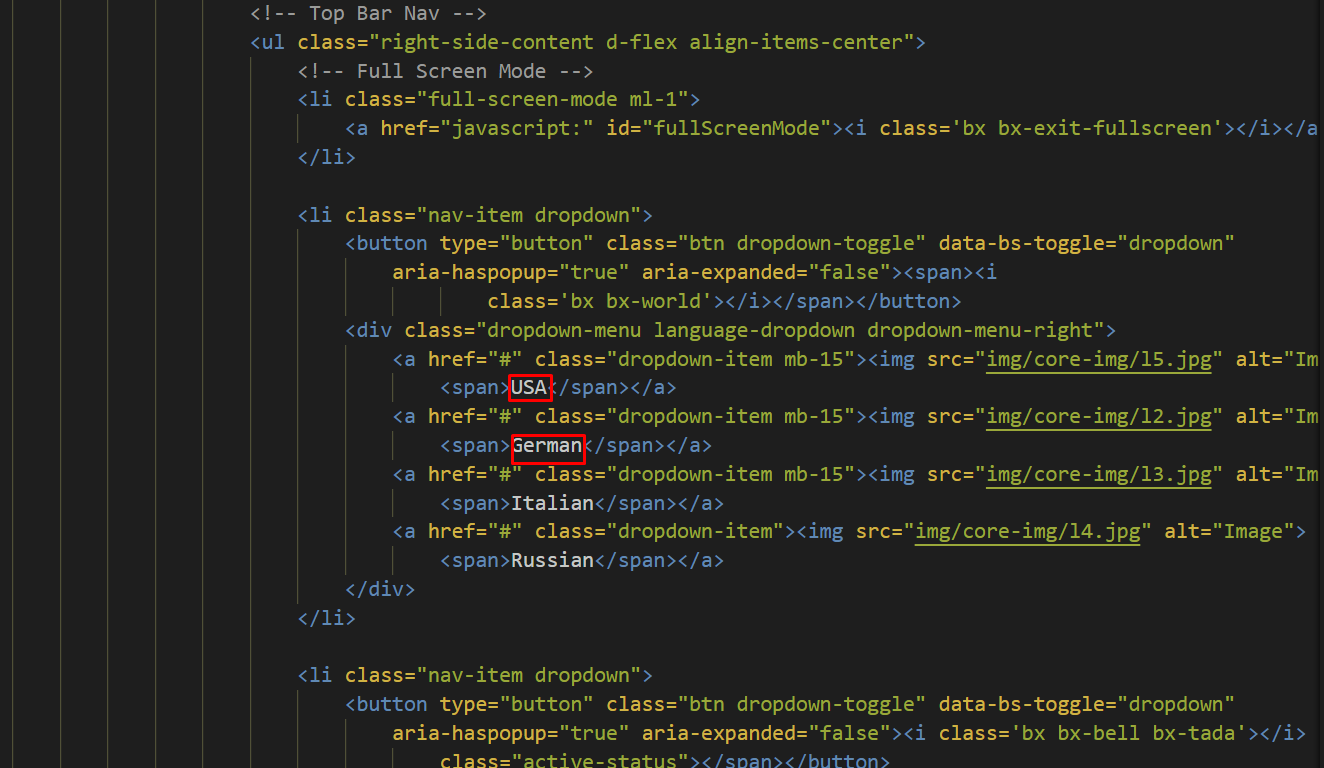 <!-- Top Bar Nav -->
<ul class="right-side-content d-flex align-items-center">
<!-- Full Screen Mode -->
<li class="full-screen-mode ml-1">
<a href="javascript:" id="fullScreenMode"><i class='bx bx-exit-fullscreen'></i></a
</li>
<li class="nav-item dropdown">
<button type="button" class="btn dropdown-toggle" data-bs-toggle="dropdown"
aria-haspopup="true" aria-expanded="false"><span><i
class='bx bx-world'></i></span></button>
<div class="dropdown-menu language-dropdown dropdown-menu-right">
<a href="#" class="dropdown-item mb-15"><img src="img/core-img/l5.jpg" alt="Im
<span>USA</span></a>
<a href="#" class="dropdown-item mb-15"><img src="img/core-img/l2.jpg" alt="Im
<span>German</span></a>
<a href="#" class="dropdown-item mb-15"><img src="img/core-img/l3.jpg" alt="Im
<span>Italian</span></a>
<a href="#" class="dropdown-item"><img src="img/core-img/l4.jpg" alt="Image">
<span>Russian</span></a>
</div>
</li>
<li class="nav-item dropdown">
<button type="button" class="btn dropdown-toggle" data-bs-toggle="dropdown"
aria-haspopup="true" aria-expanded="false"><i class='bx bx-bell bx-tada'></i>
class="active-status"></span></button>